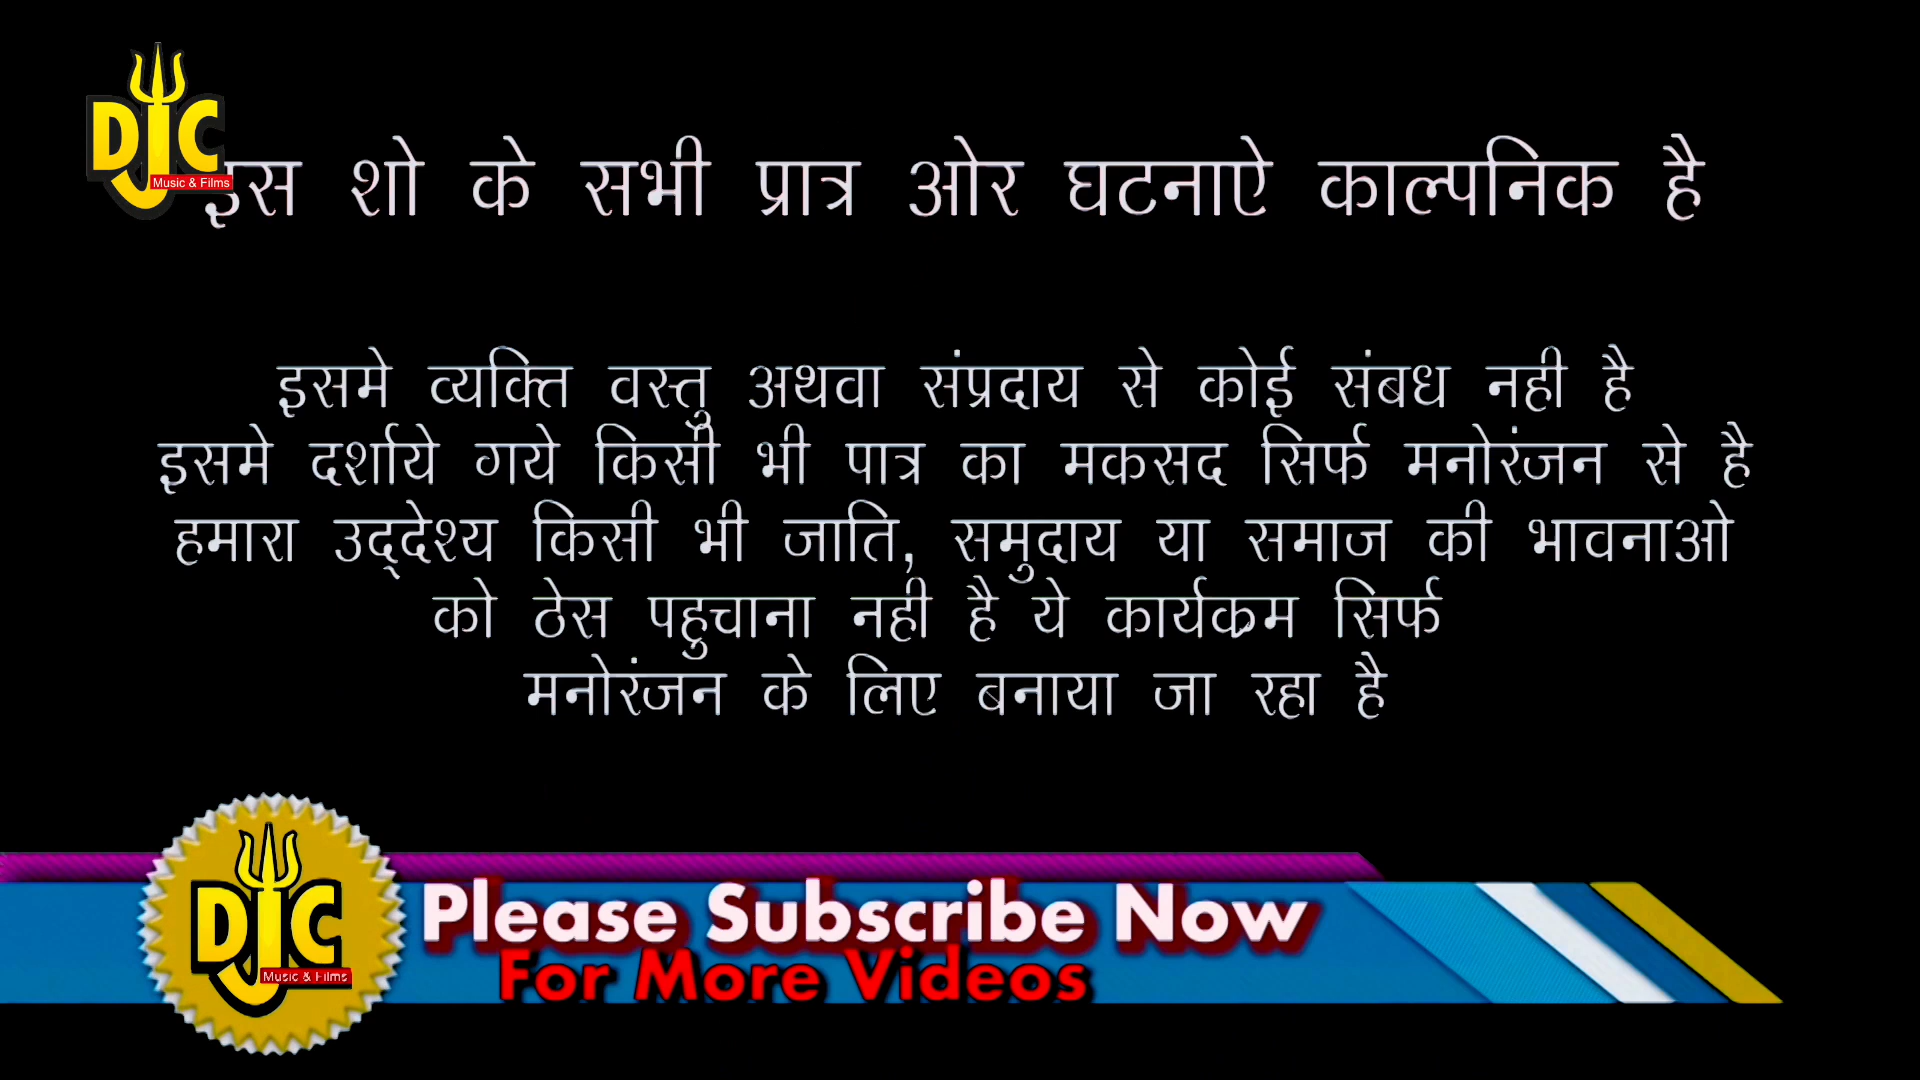 DJC
Music & Films
इस शो के सभी प्रात्र ओर घटनाऐ काल्पनिक है
इसमे व्यक्ति वस्तु अथवा संप्रदाय से कोई संबध नही है
इसमे दर्शाये गये किसी भी पात्र का मकसद सिर्फ मनोरंजन से है
हमारा उद्देश्य किसी भी जाति, समुदाय या समाज की भावनाओ
को ठेस पहुचाना नही है ये कार्यक्रम सिर्फ
मनोरंजन के लिए बनाया जा रहा है
DJC
Music & Films
Please Subscribe Now
For More Videos